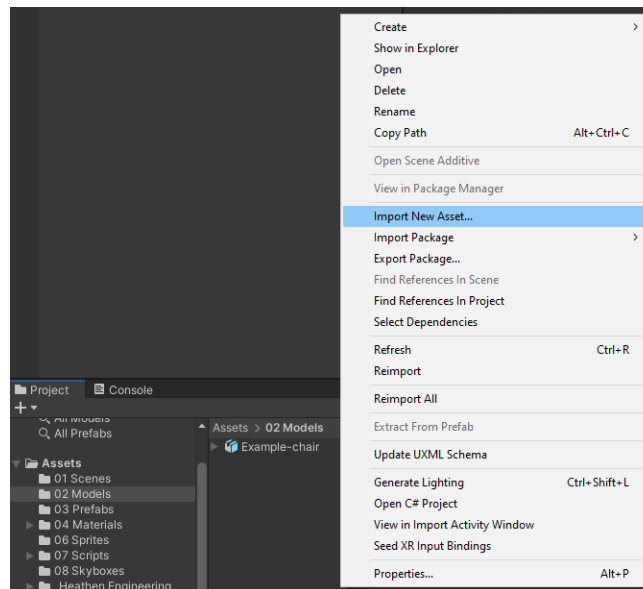 Create
Show in Explorer
Open
Delete
Rename
Copy Path Alt+Ctrl+C
Open Scene Additive
View in Package Manager
Import New Asset...
Import Package
Export Package...
Find References In Scene
Find References In Project
Select Dependencies
Refresh Ctrl+R
Reimport
Reimport All
Extract From Prefab
Update UXML Schema
Generate Lighting Ctrl+Shift+L
Open C# Project
View in Import Activity Window
Seed XR Input Bindings
Properties... Alt+P
Project Console
All Models
All Prefabs
Assets
01 Scenes
02 Models
03 Prefabs
04 Materials
06 Sprites
07 Scripts
08 Skyboxes
_Heathen Engineering
Assets > 02 Models
Example-chair